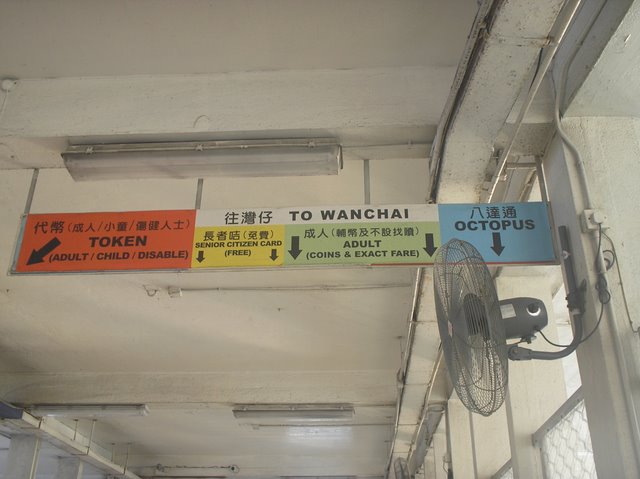 代幣 (成人/小童/傷健人士)
TOKEN
(ADULT / CHILD / DISABLE)
往灣仔 TO WANCHAI
長者咭 (免費)
SENIOR CITIZEN CARD
(FREE)
成人 (輔幣及不設找贖)
ADULT
(COINS & EXACT FARE)
八達通
OCTOPUS